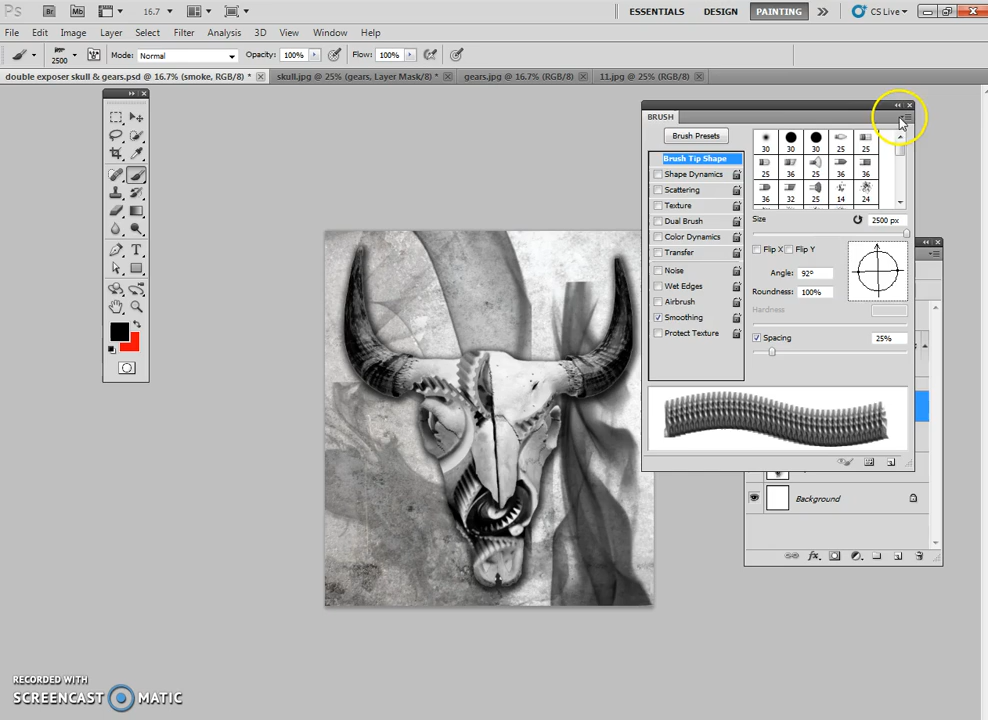 Ps Br Mb 16.7 ESSENTIALS DESIGN PAINTING CS Live
File Edit Image Layer Select Filter Analysis 3D View Window Help
2500 Mode: Normal Opacity: 100% Flow: 100%
double exposer skull & gears.psd @ 16.7% (smoke, RGB/8) * skull.jpg @ 25% (gears, Layer Mask/8) * gears.jpg @ 16.7% (RGB/8) 11.jpg @ 25% (RGB/8)
BRUSH
Brush Presets
30 30 30 25 25
25 36 25 36 36
36 32 25 14 24
Brush Tip Shape
Shape Dynamics
Scattering
Texture
Dual Brush
Color Dynamics
Transfer
Noise
Wet Edges
Airbrush
Smoothing
Protect Texture
Size 2500 px
Flip X Flip Y
Angle: 92°
Roundness: 100%
Hardness
Spacing 25%
Background
RECORDED WITH
SCREENCAST MATIC